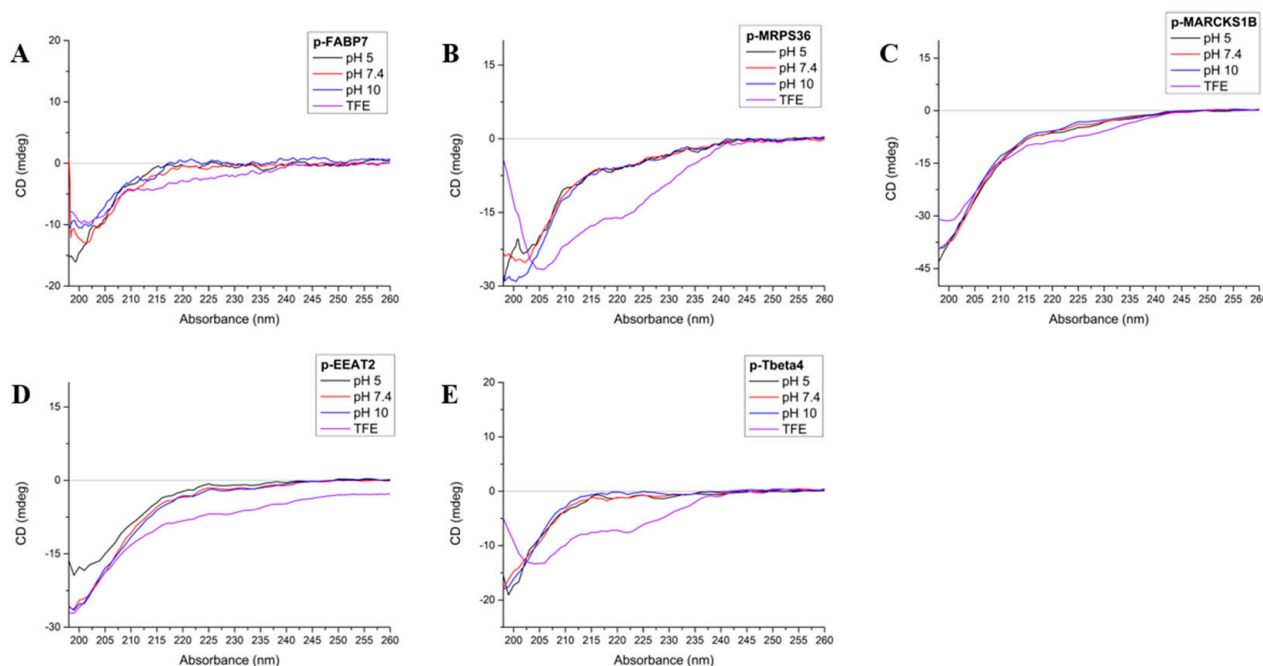 A
p-FABP7
pH 5
pH 7.4
pH 10
TFE
CD (mdeg)
20
10
0
-10
-20
200 205 210 215 220 225 230 235 240 245 250 255 260
Absorbance (nm)
B
p-MRPS36
pH 5
pH 7.4
pH 10
TFE
CD (mdeg)
15
0
-15
-30
200 205 210 215 220 225 230 235 240 245 250 255 260
Absorbance (nm)
C
p-MARCKS1B
pH 5
pH 7.4
pH 10
TFE
CD (mdeg)
15
0
-15
-30
-45
200 205 210 215 220 225 230 235 240 245 250 255 260
Absorbance (nm)
D
p-EEAT2
pH 5
pH 7.4
pH 10
TFE
CD (mdeg)
15
0
-15
-30
200 205 210 215 220 225 230 235 240 245 250 255 260
Absorbance (nm)
E
p-Tbeta4
pH 5
pH 7.4
pH 10
TFE
CD (mdeg)
20
10
0
-10
-20
200 205 210 215 220 225 230 235 240 245 250 255 260
Absorbance (nm)